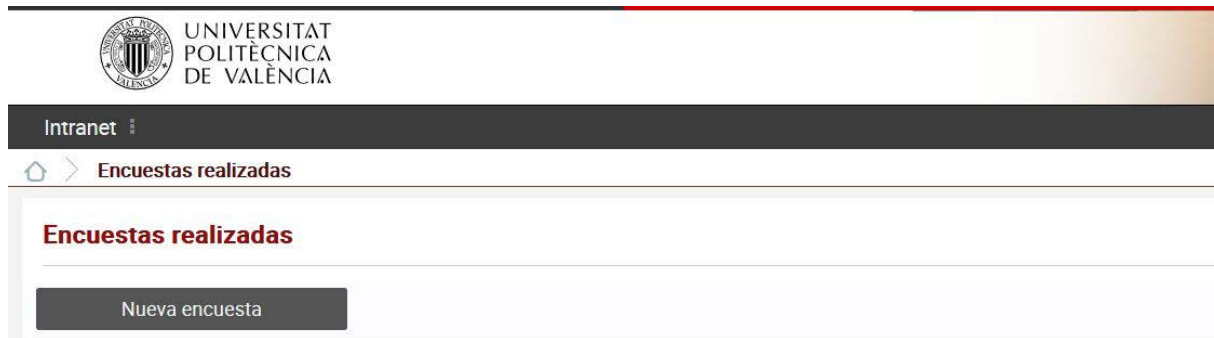 UNIVERSITAT
POLITÈCNICA
DE VALÈNCIA
Intranet
Encuestas realizadas
Encuestas realizadas
Nueva encuesta